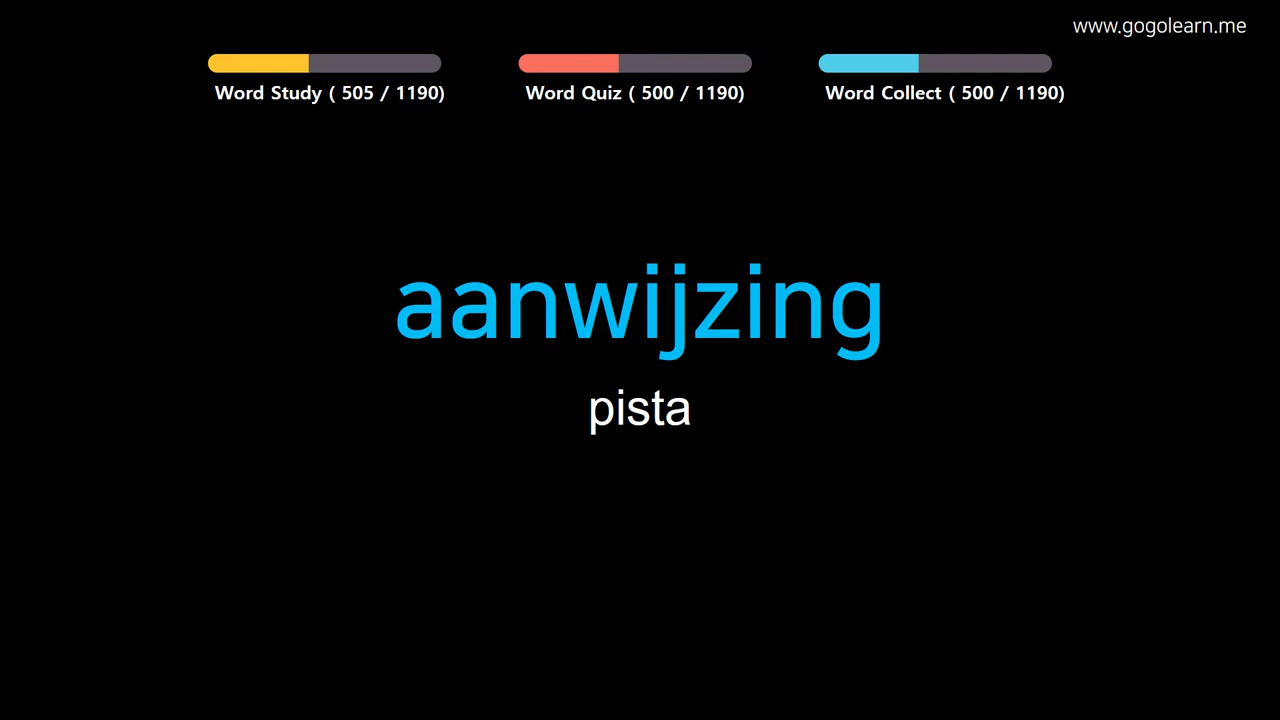 www.gogolearn.me
Word Study ( 505 / 1190)
Word Quiz ( 500 / 1190)
Word Collect ( 500 / 1190)
aanwijzing
pista